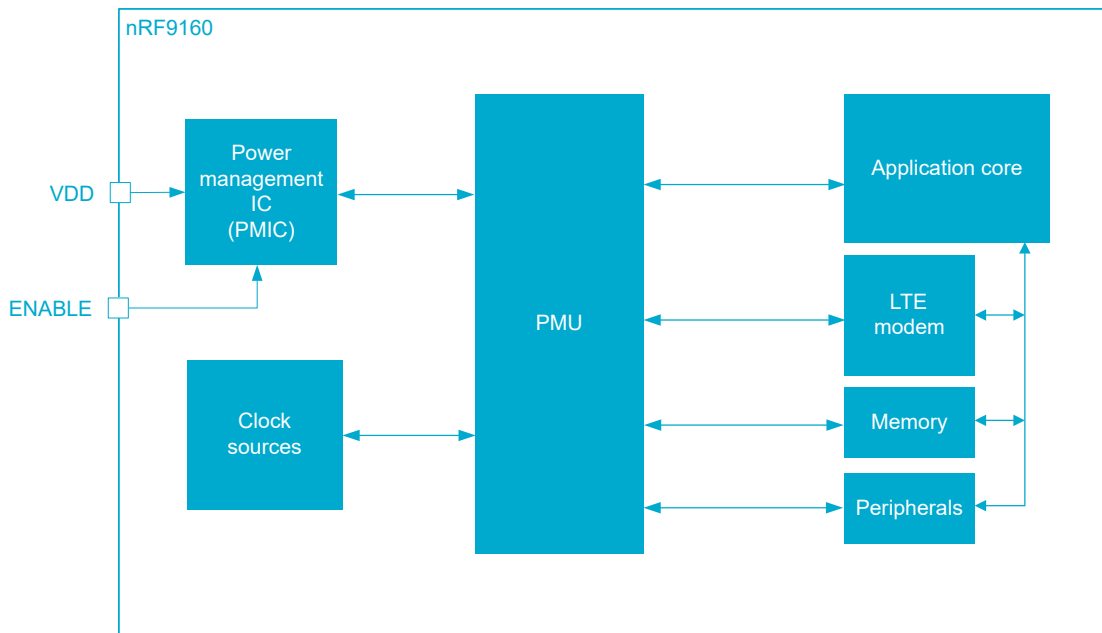 nRF9160
Power
management
IC
(PMIC)
VDD
ENABLE
Clock
sources
PMU
Application core
LTE
modem
Memory
Peripherals